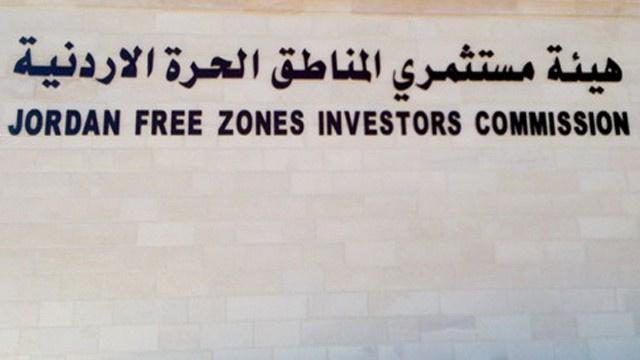 هيئة مستثمري المناطق الحرة الاردنية
JORDAN FREE ZONES INVESTORS COMMISSION